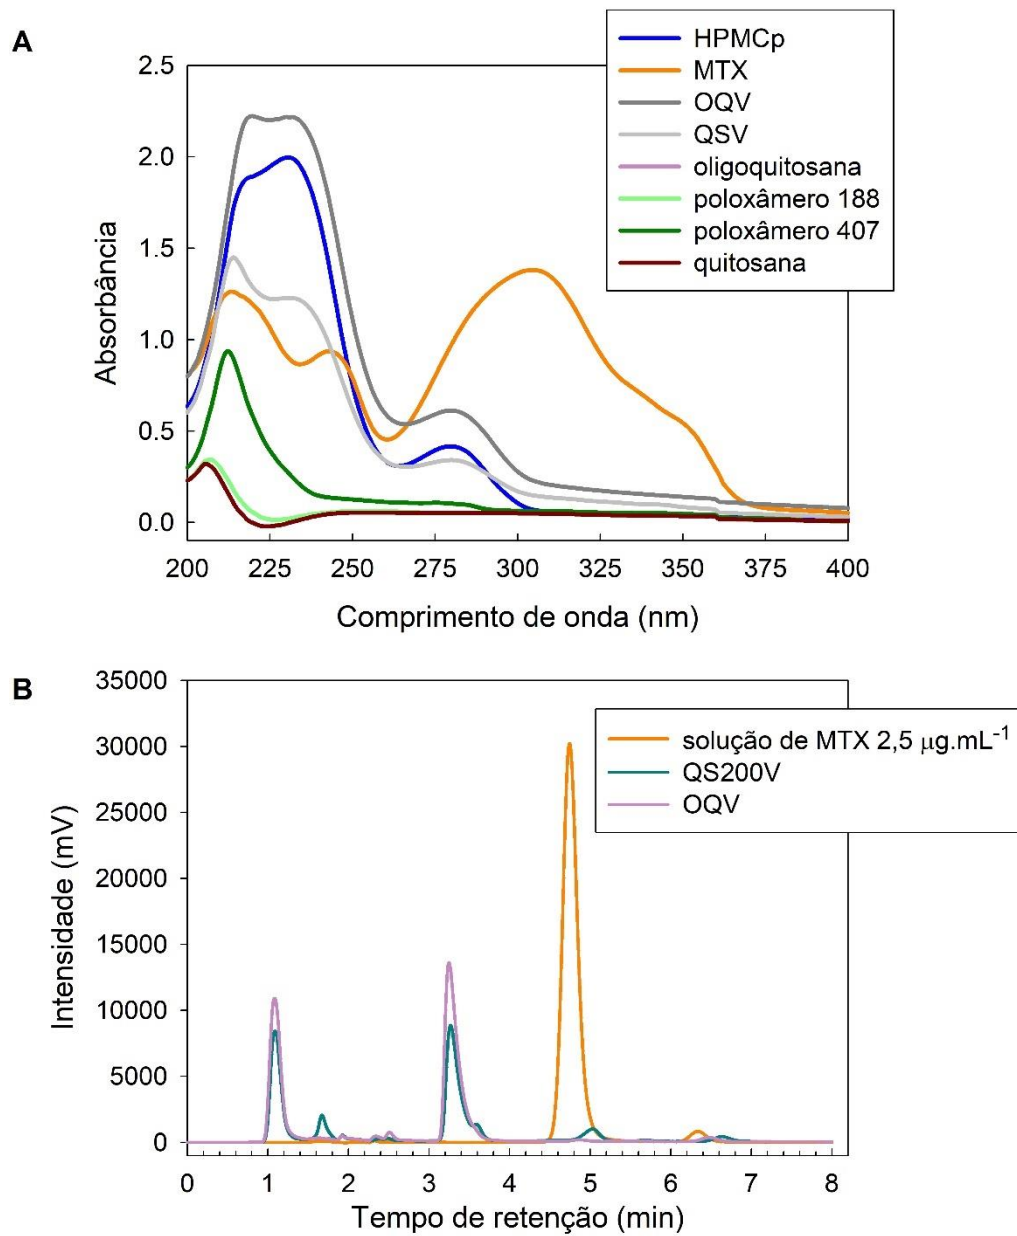 A
HPMCp
MTX
OQV
QSV
oligoquitosana
poloxâmero 188
poloxâmero 407
quitosana
2.5
2.0
1.5
1.0
0.5
0.0
Absorbância
200 225 250 275 300 325 350 375 400
Comprimento de onda (nm)
B
solução de MTX 2,5 μg.mL⁻¹
QS200V
OQV
35000
30000
25000
20000
15000
10000
5000
0
Intensidade (mV)
0 1 2 3 4 5 6 7 8
Tempo de retenção (min)